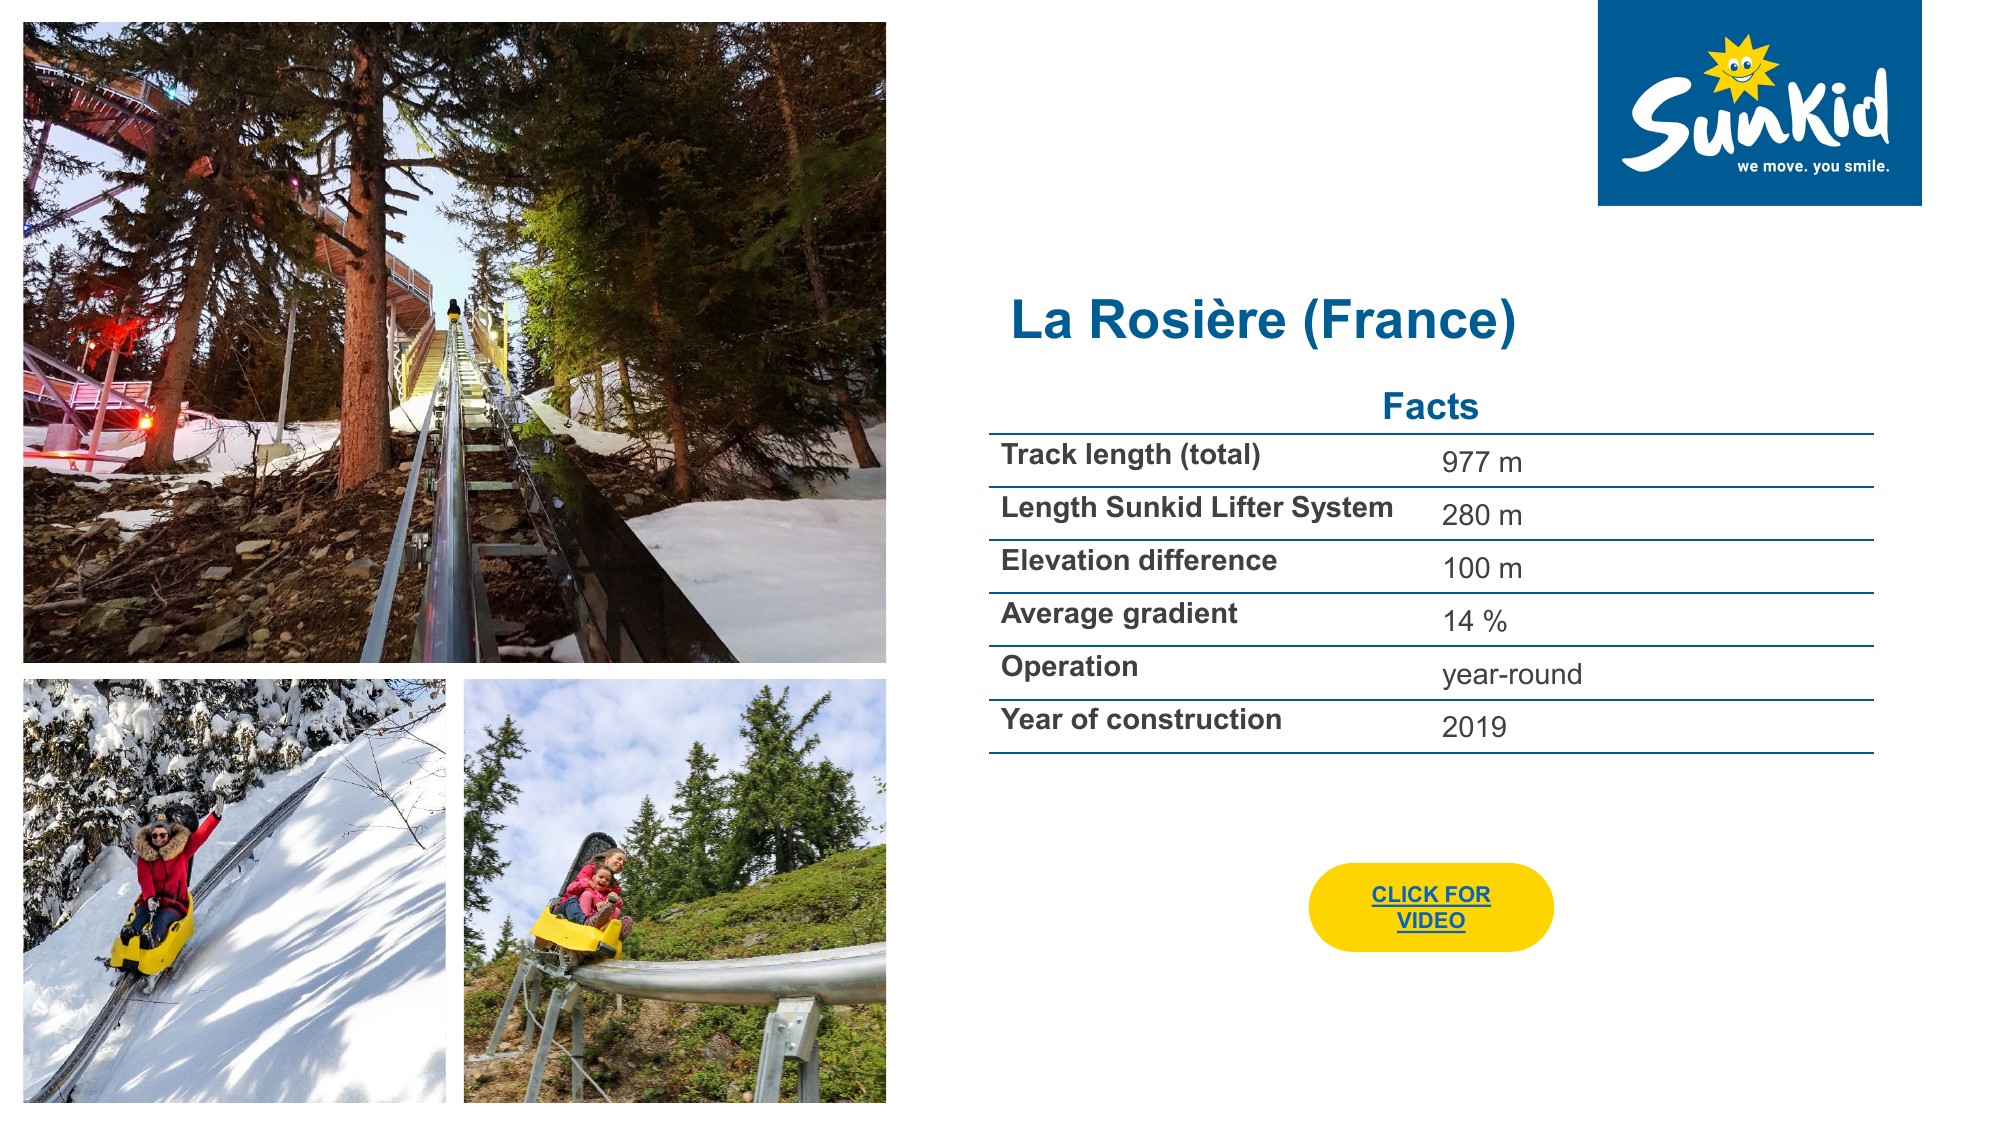 SunKid
we move. you smile.
La Rosière (France)
Facts
Track length (total) 977 m
Length Sunkid Lifter System 280 m
Elevation difference 100 m
Average gradient 14 %
Operation year-round
Year of construction 2019
CLICK FOR
VIDEO